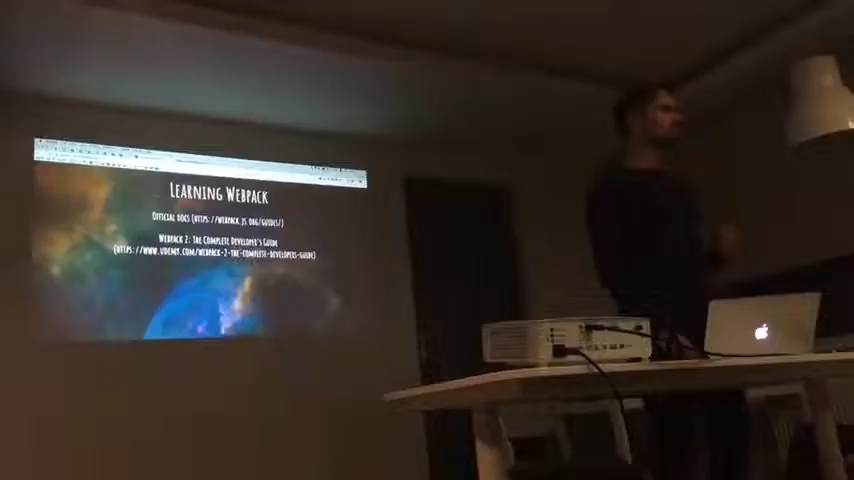 Learning Webpack
Official docs (https://webpack.js.org/guides/)
Webpack 2: The Complete Developer's Guide
(https://www.udemy.com/webpack-2-the-complete-developers-guide)